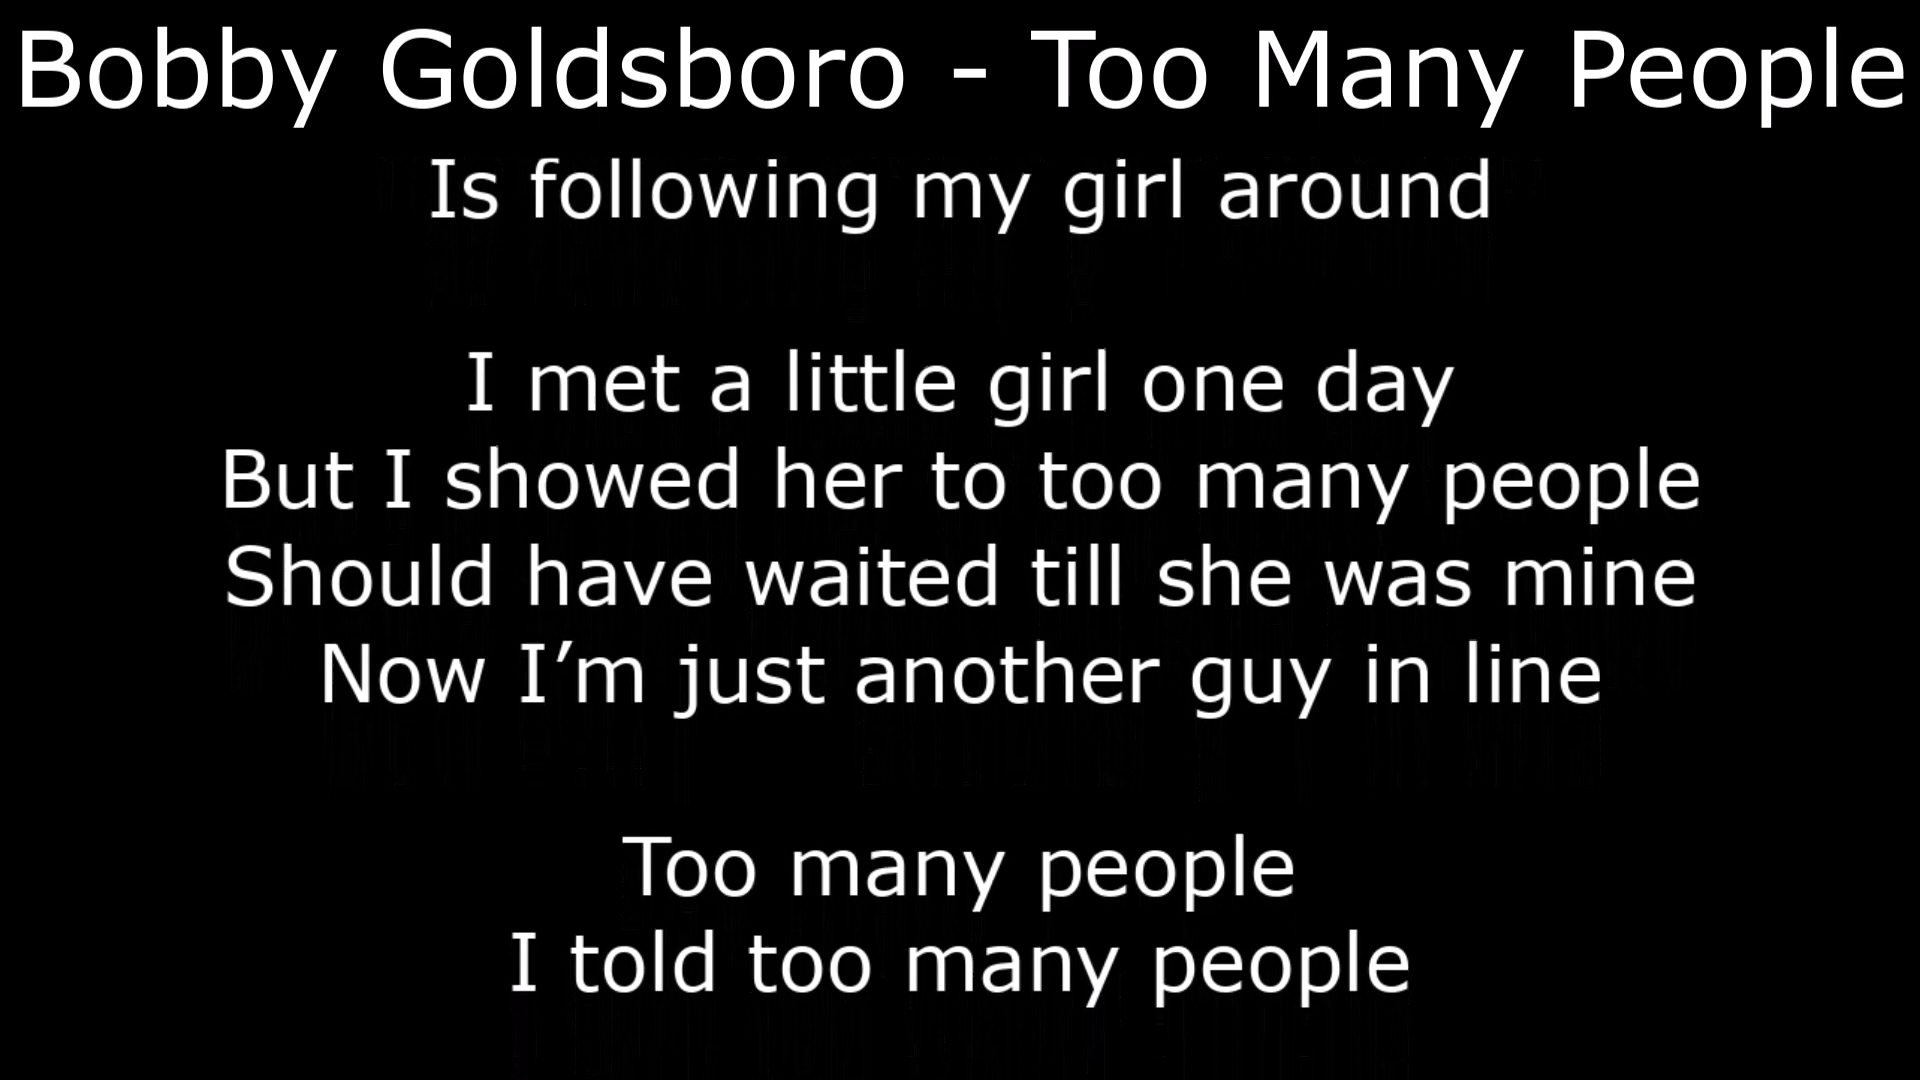 Bobby Goldsboro - Too Many People
Is following my girl around
I met a little girl one day
But I showed her to too many people
Should have waited till she was mine
Now I’m just another guy in line
Too many people
I told too many people